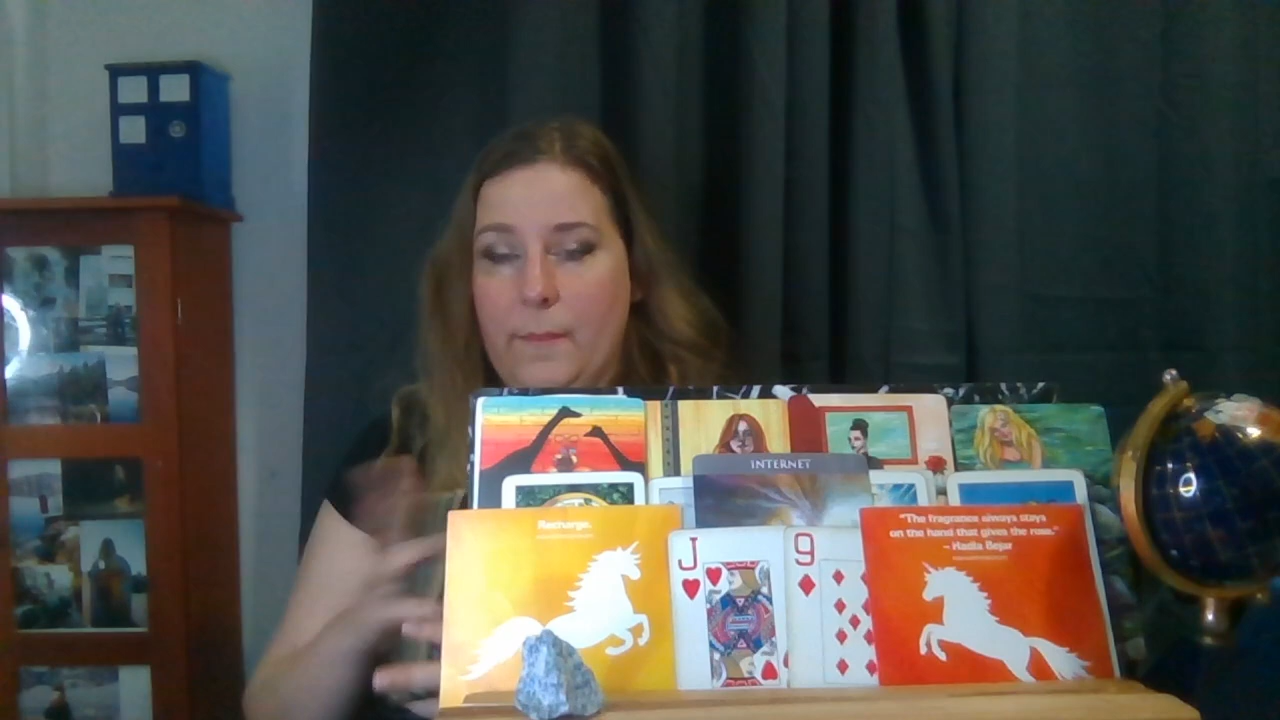 INTERNET
Recharge.
"The fragrance always stays
on the hand that gives the rose."
- Hadia Bejar
J
9